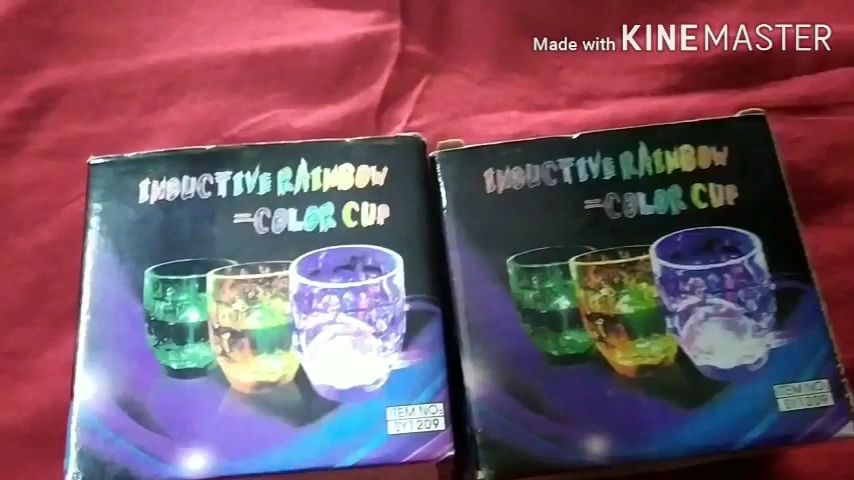 Made with KINEMASTER
INDUCTIVE RAINBOW
COLOR CUP
ITEM NO:
SY1209
INDUCTIVE RAINBOW
COLOR CUP
ITEM NO:
SY1209